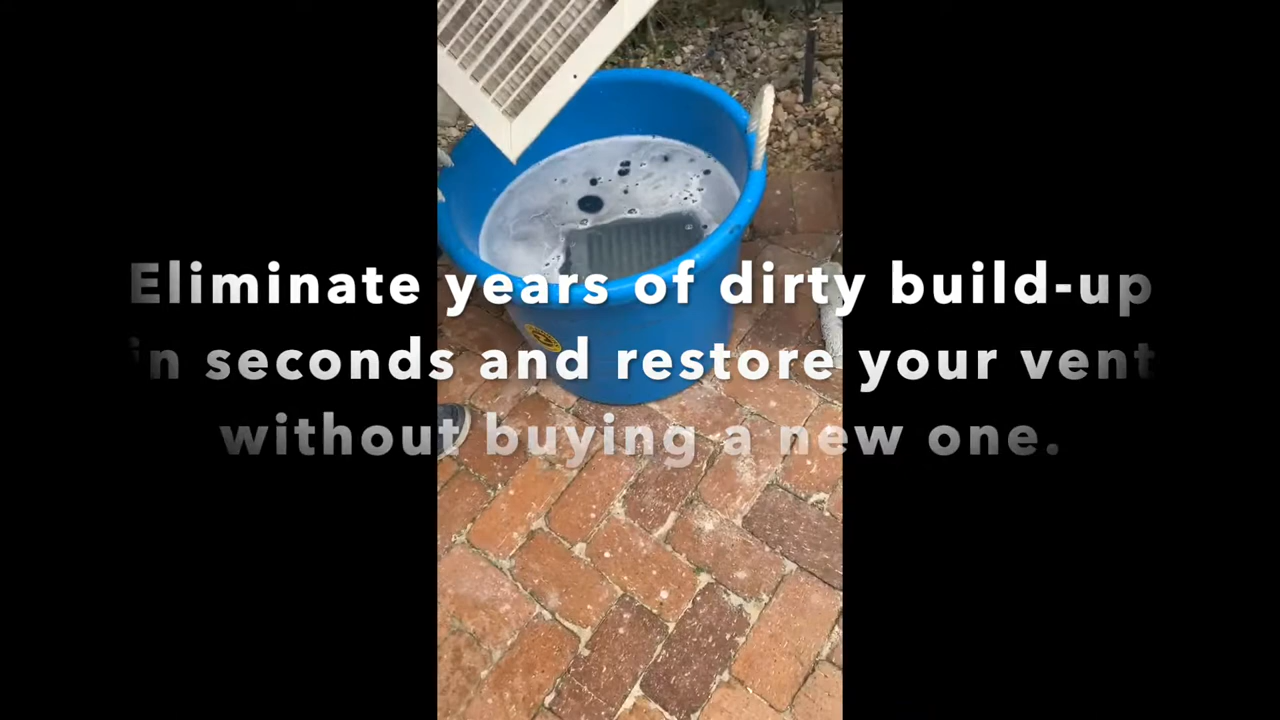 Eliminate years of dirty build-up
in seconds and restore your vent
without buying a new one.